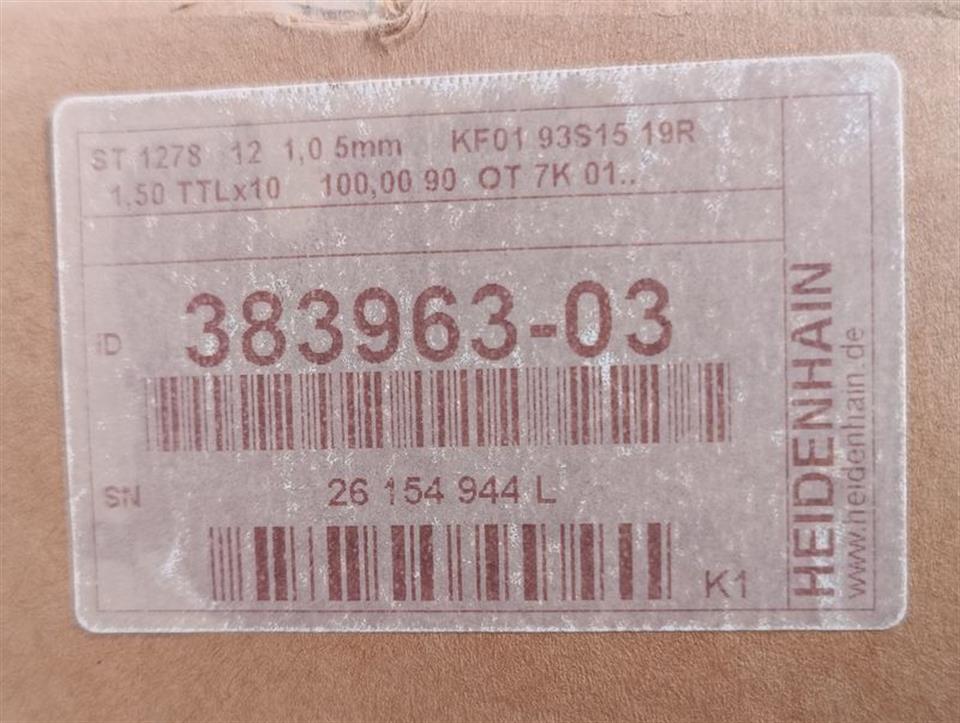 ST 1278 12 1,0 5mm KF01 93S15 19R
1,50 TTLx10 100,00 90 OT 7K 01..
ID 383963-03
SN 26 154 944 L
K1
HEIDENHAIN
www.heidenhain.de